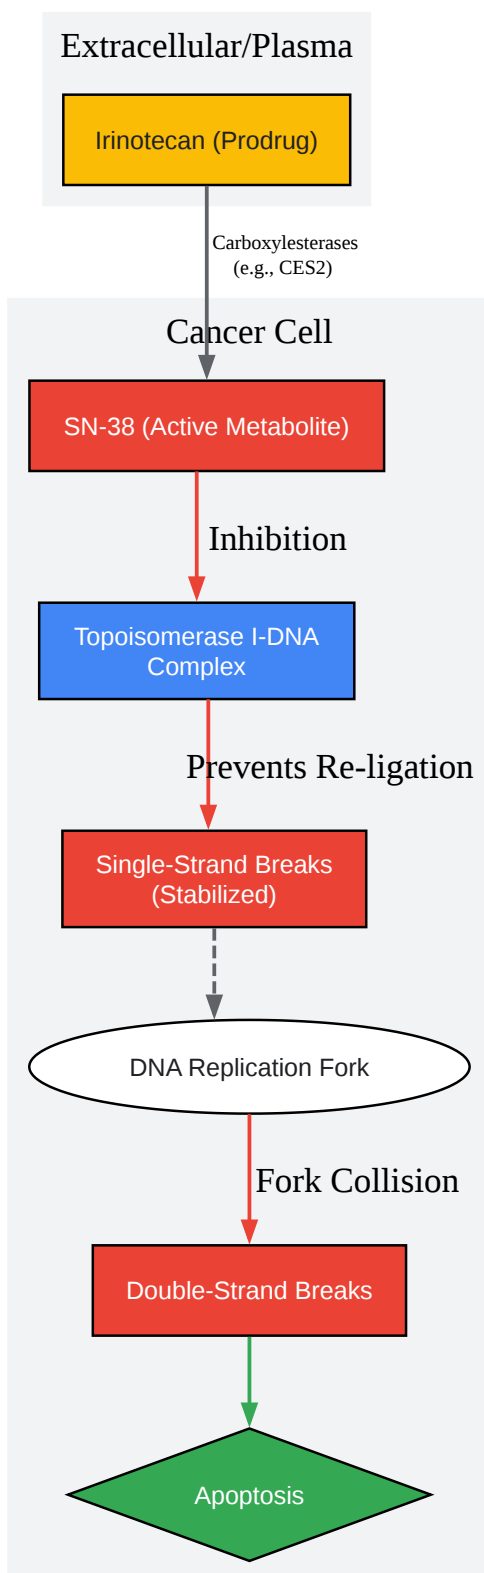 Extracellular/Plasma
Irinotecan (Prodrug)
Carboxylesterases
(e.g., CES2)
Cancer Cell
SN-38 (Active Metabolite)
Inhibition
Topoisomerase I-DNA
Complex
Prevents Re-ligation
Single-Strand Breaks
(Stabilized)
DNA Replication Fork
Fork Collision
Double-Strand Breaks
Apoptosis